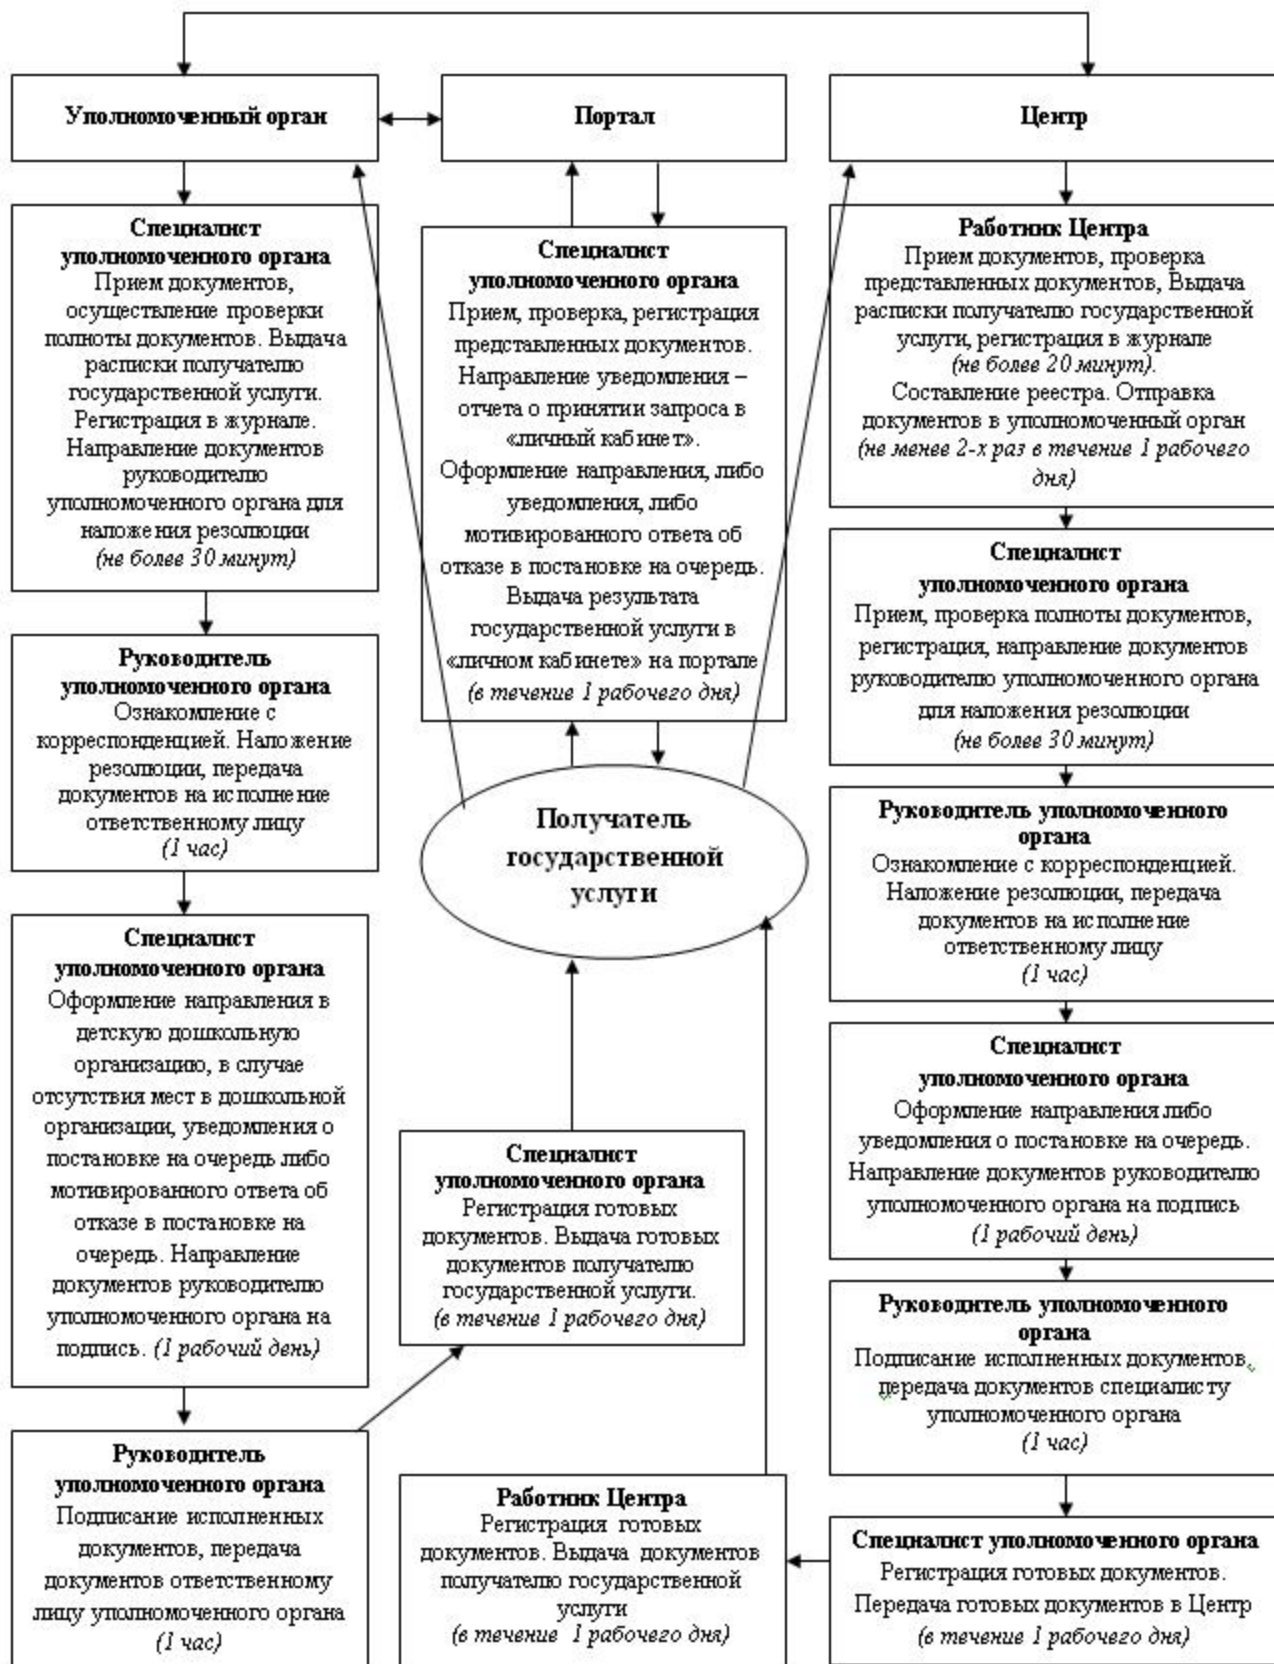 Уполномоченный орган
Портал
Центр
Специалист
уполномоченного органа
Прием документов,
осуществление проверки
полноты документов. Выдача
расписки получателю
государственной услуги.
Регистрация в журнале.
Направление документов
руководителю
уполномоченного органа для
наложения резолюции
(не более 30 минут)
Руководитель
уполномоченного органа
Ознакомление с
корреспонденцией. Наложение
резолюции, передача
документов на исполнение
ответственному лицу
(1 час)
Специалист
уполномоченного органа
Оформление направления в
детскую дошкольную
организацию, в случае
отсутствия мест в дошкольной
организации, уведомления о
постановке на очередь либо
мотивированного ответа об
отказе в постановке на
очередь. Направление
документов руководителю
уполномоченного органа на
подпись. (1 рабочий день)
Руководитель
уполномоченного органа
Подписание исполненных
документов, передача
документов ответственному
лицу уполномоченного органа
(1 час)
Специалист
уполномоченного органа
Прием, проверка, регистрация
представленных документов.
Направление уведомления –
отчета о принятии запроса в
«личный кабинет».
Оформление направления, либо
уведомления, либо
мотивированного ответа об
отказе в постановке на очередь.
Выдача результата
государственной услуги в
«личном кабинете» на портале
(в течение 1 рабочего дня)
Получатель
государственной
услуги
Специалист
уполномоченного органа
Регистрация готовых
документов. Выдача готовых
документов получателю
государственной услуги.
(в течение 1 рабочего дня)
Работник Центра
Регистрация готовых
документов. Выдача документов
получателю государственной
услуги
(в течение 1 рабочего дня)
Работник Центра
Прием документов, проверка
представленных документов, Выдача
расписки получателю государственной
услуги, регистрация в журнале
(не более 20 минут).
Составление реестра. Отправка
документов в уполномоченный орган
(не менее 2-х раз в течение 1 рабочего
дня)
Специалист
уполномоченного органа
Прием, проверка полноты документов,
регистрация, направление документов
руководителю уполномоченного органа
для наложения резолюции
(не более 30 минут)
Руководитель уполномоченного
органа
Ознакомление с корреспонденцией.
Наложение резолюции, передача
документов на исполнение
ответственному лицу
(1 час)
Специалист
уполномоченного органа
Оформление направления либо
уведомления о постановке на очередь.
Направление документов руководителю
уполномоченного органа на подпись
(1 рабочий день)
Руководитель уполномоченного
органа
Подписание исполненных документов,
передача документов специалисту
уполномоченного органа
(1 час)
Специалист уполномоченного органа
Регистрация готовых документов.
Передача готовых документов в Центр
(в течение 1 рабочего дня)